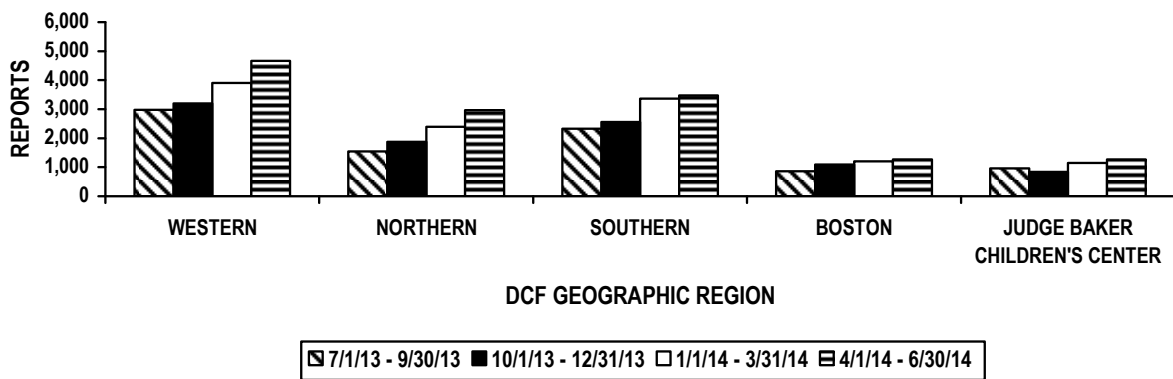 6,000
5,000
4,000
3,000
2,000
1,000
0
REPORTS
WESTERN
NORTHERN
SOUTHERN
BOSTON
JUDGE BAKER
CHILDREN'S CENTER
DCF GEOGRAPHIC REGION
7/1/13 - 9/30/13 10/1/13 - 12/31/13 1/1/14 - 3/31/14 4/1/14 - 6/30/14